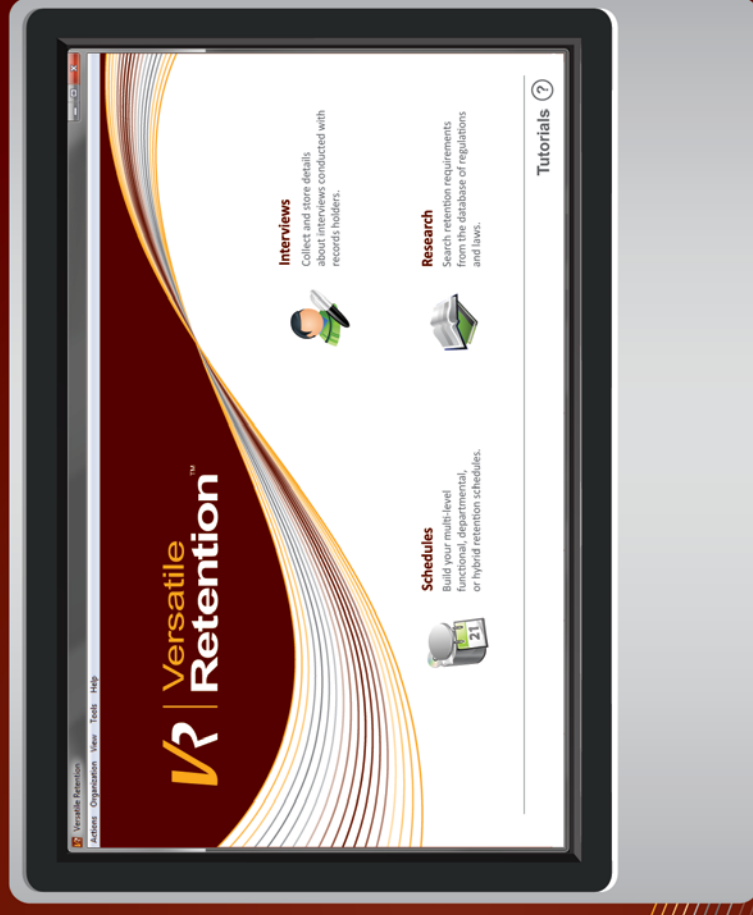 Versatile Retention
Actions Organization View Tools Help
VR | Versatile
Retention™
Interviews
Collect and store details
about interviews conducted with
records holders.
Schedules
Build your multi-level
functional, departmental,
or hybrid retention schedules.
21
Research
Search retention requirements
from the database of regulations
and laws.
Tutorials ?